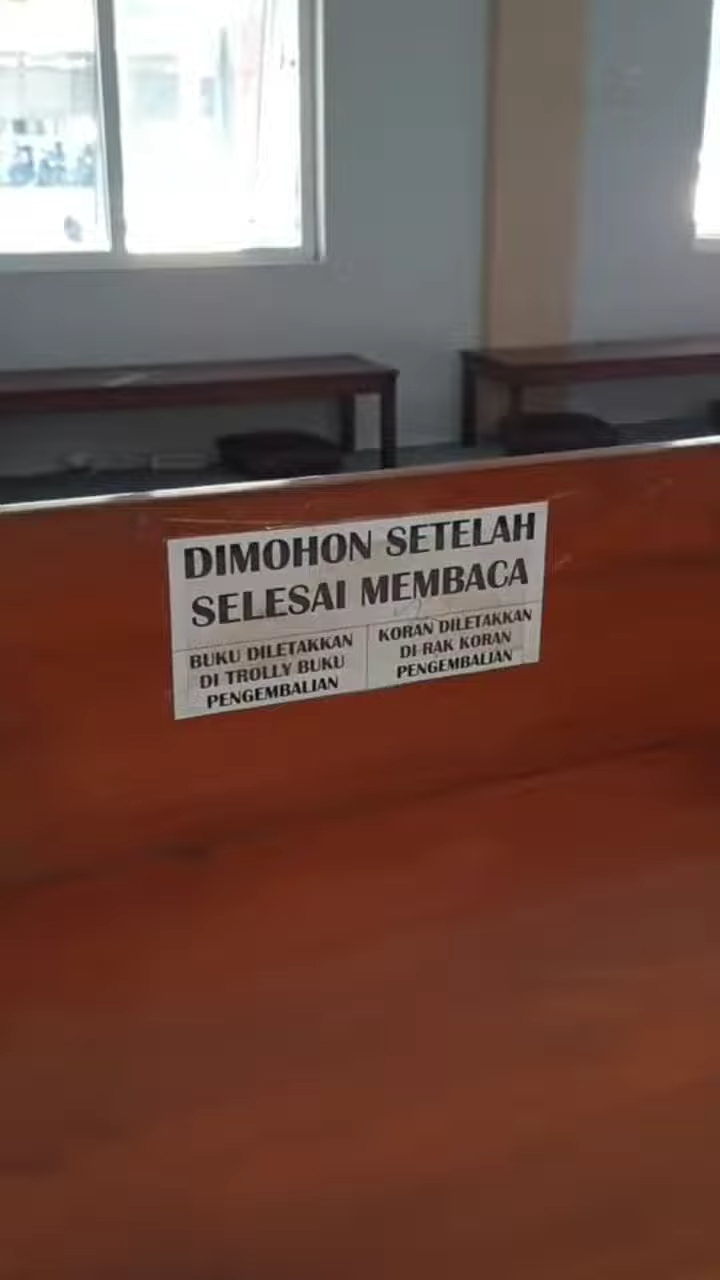 DIMOHON SETELAH
SELESAI MEMBACA
BUKU DILETAKKAN
DI TROLLY BUKU
PENGEMBALIAN
KORAN DILETAKKAN
DI RAK KORAN
PENGEMBALIAN